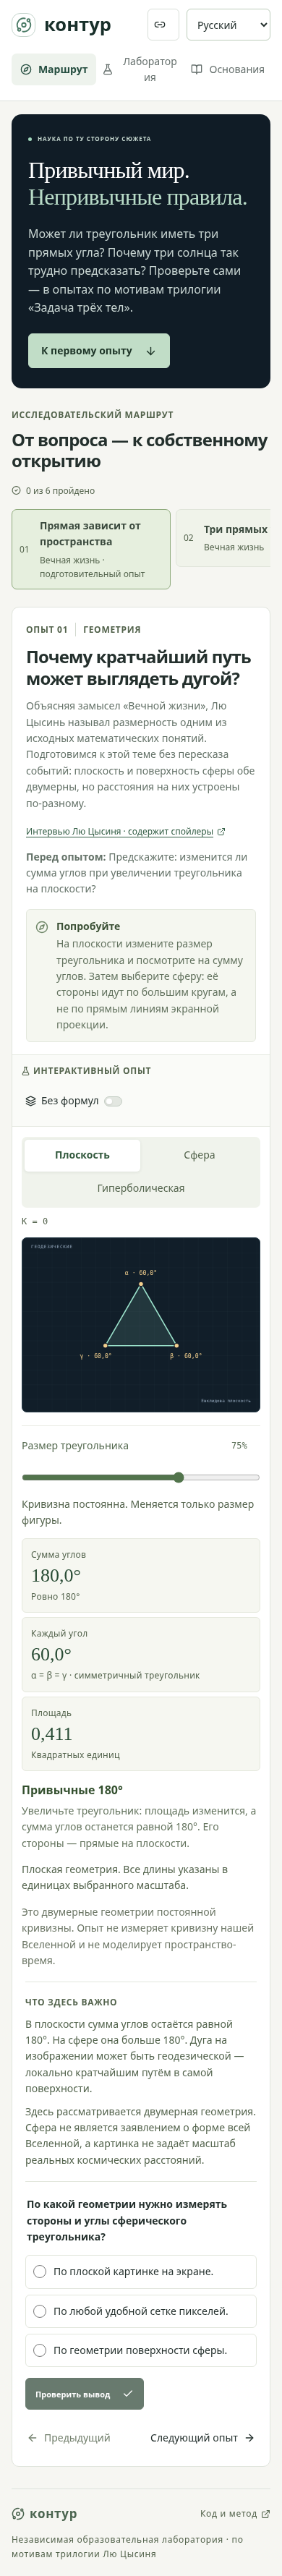 контур
Русский
Маршрут
Лаборатор
ия
Основания
НАУКА ПО ТУ СТОРОНУ СЮЖЕТА
Привычный мир.
Непривычные правила.
Может ли треугольник иметь три
прямых угла? Почему три солнца так
трудно предсказать? Проверьте сами
— в опытах по мотивам трилогии
«Задача трёх тел».
К первому опыту
ИССЛЕДОВАТЕЛЬСКИЙ МАРШРУТ
От вопроса — к собственному
открытию
0 из 6 пройдено
01
Прямая зависит от
пространства
Вечная жизнь ·
подготовительный опыт
02
Три прямых
Вечная жизнь
ОПЫТ 01
ГЕОМЕТРИЯ
Почему кратчайший путь
может выглядеть дугой?
Объясняя замысел «Вечной жизни», Лю
Цысинь называл размерность одним из
исходных математических понятий.
Подготовимся к этой теме без пересказа
событий: плоскость и поверхность сферы обе
двумерны, но расстояния на них устроены
по-разному.
Интервью Лю Цысиня · содержит спойлеры
Перед опытом: Предскажите: изменится ли
сумма углов при увеличении треугольника
на плоскости?
Попробуйте
На плоскости измените размер
треугольника и посмотрите на сумму
углов. Затем выберите сферу: её
стороны идут по большим кругам, а
не по прямым линиям экранной
проекции.
ИНТЕРАКТИВНЫЙ ОПЫТ
Без формул
Плоскость
Сфера
Гиперболическая
K = 0
ГЕОДЕЗИЧЕСКИЕ
α · 60,0°
γ · 60,0°
β · 60,0°
Евклидова плоскость
Размер треугольника
75%
Кривизна постоянна. Меняется только размер
фигуры.
Сумма углов
180,0°
Ровно 180°
Каждый угол
60,0°
α = β = γ · симметричный треугольник
Площадь
0,411
Квадратных единиц
Привычные 180°
Увеличьте треугольник: площадь изменится, а
сумма углов останется равной 180°. Его
стороны — прямые на плоскости.
Плоская геометрия. Все длины указаны в
единицах выбранного масштаба.
Это двумерные геометрии постоянной
кривизны. Опыт не измеряет кривизну нашей
Вселенной и не моделирует пространство-
время.
ЧТО ЗДЕСЬ ВАЖНО
В плоскости сумма углов остаётся равной
180°. На сфере она больше 180°. Дуга на
изображении может быть геодезической —
локально кратчайшим путём в самой
поверхности.
Здесь рассматривается двумерная геометрия.
Сфера не является заявлением о форме всей
Вселенной, а картинка не задаёт масштаб
реальных космических расстояний.
По какой геометрии нужно измерять
стороны и углы сферического
треугольника?
По плоской картинке на экране.
По любой удобной сетке пикселей.
По геометрии поверхности сферы.
Проверить вывод
Предыдущий
Следующий опыт
контур
Код и метод
Независимая образовательная лаборатория · по
мотивам трилогии Лю Цысиня